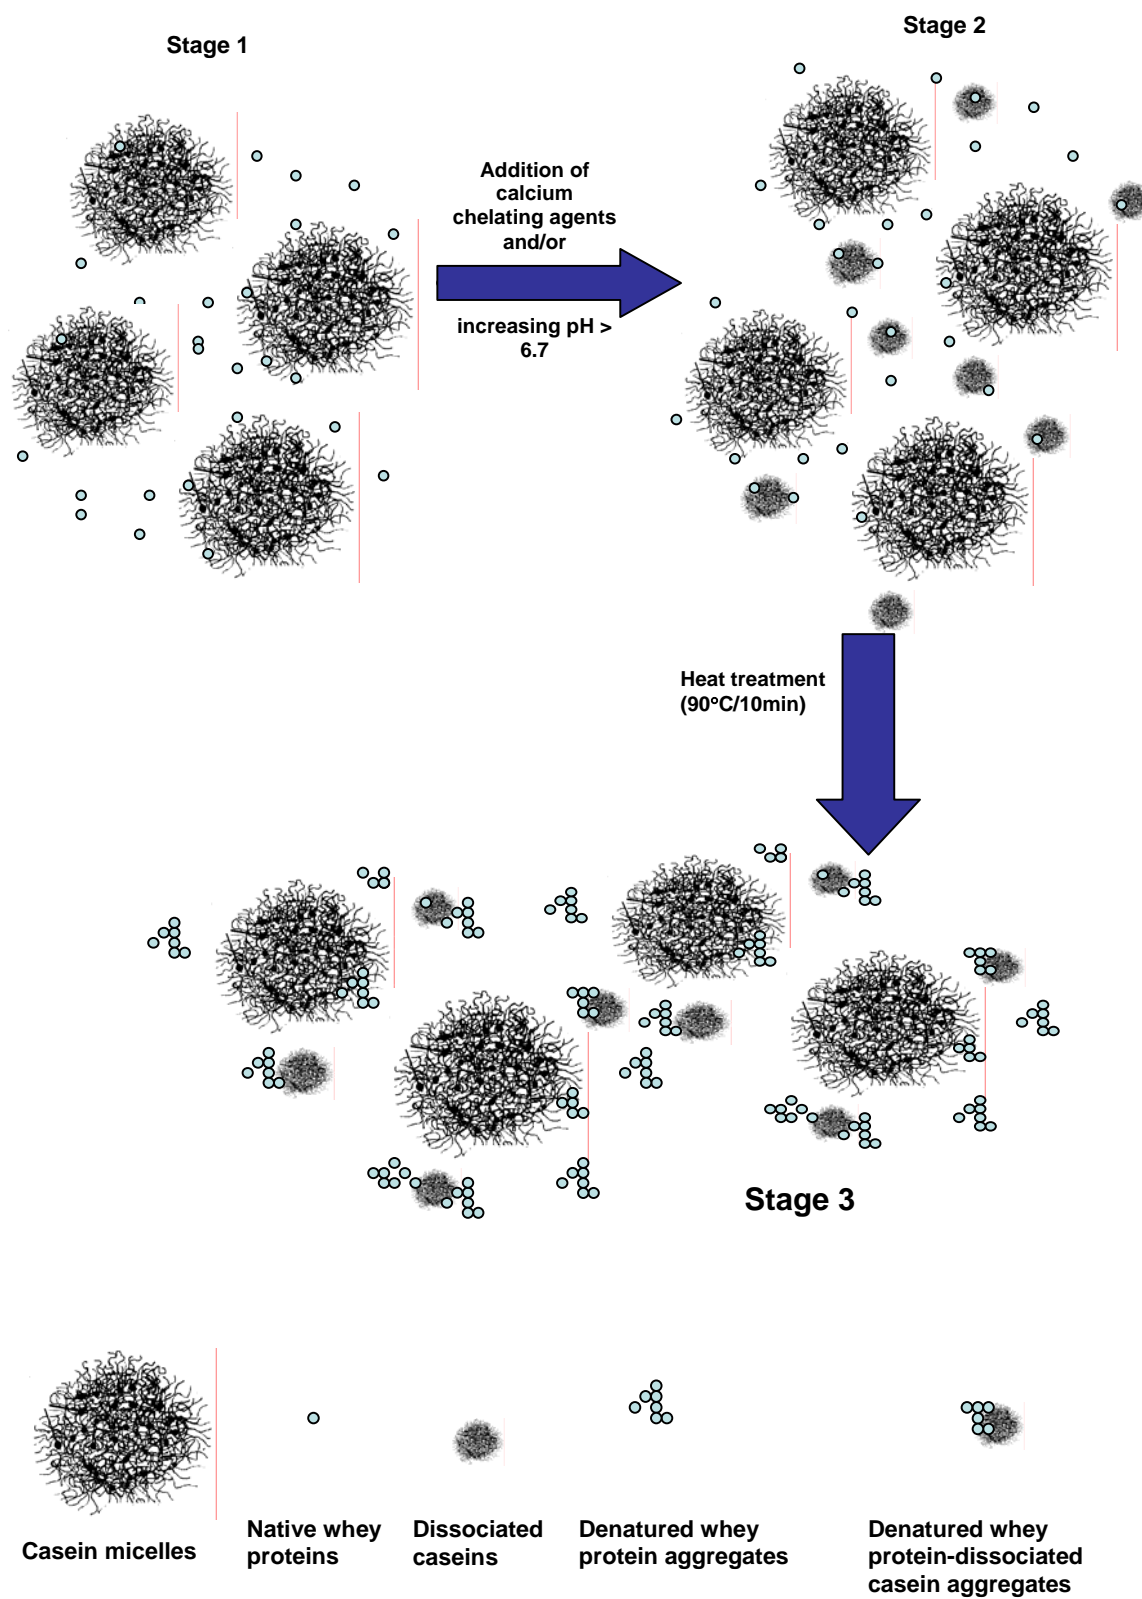 Stage 1
Stage 2
Addition of
calcium
chelating agents
and/or
increasing pH >
6.7
Heat treatment
(90°C/10min)
Stage 3
Casein micelles
Native whey
proteins
Dissociated
caseins
Denatured whey
protein aggregates
Denatured whey
protein-dissociated
casein aggregates